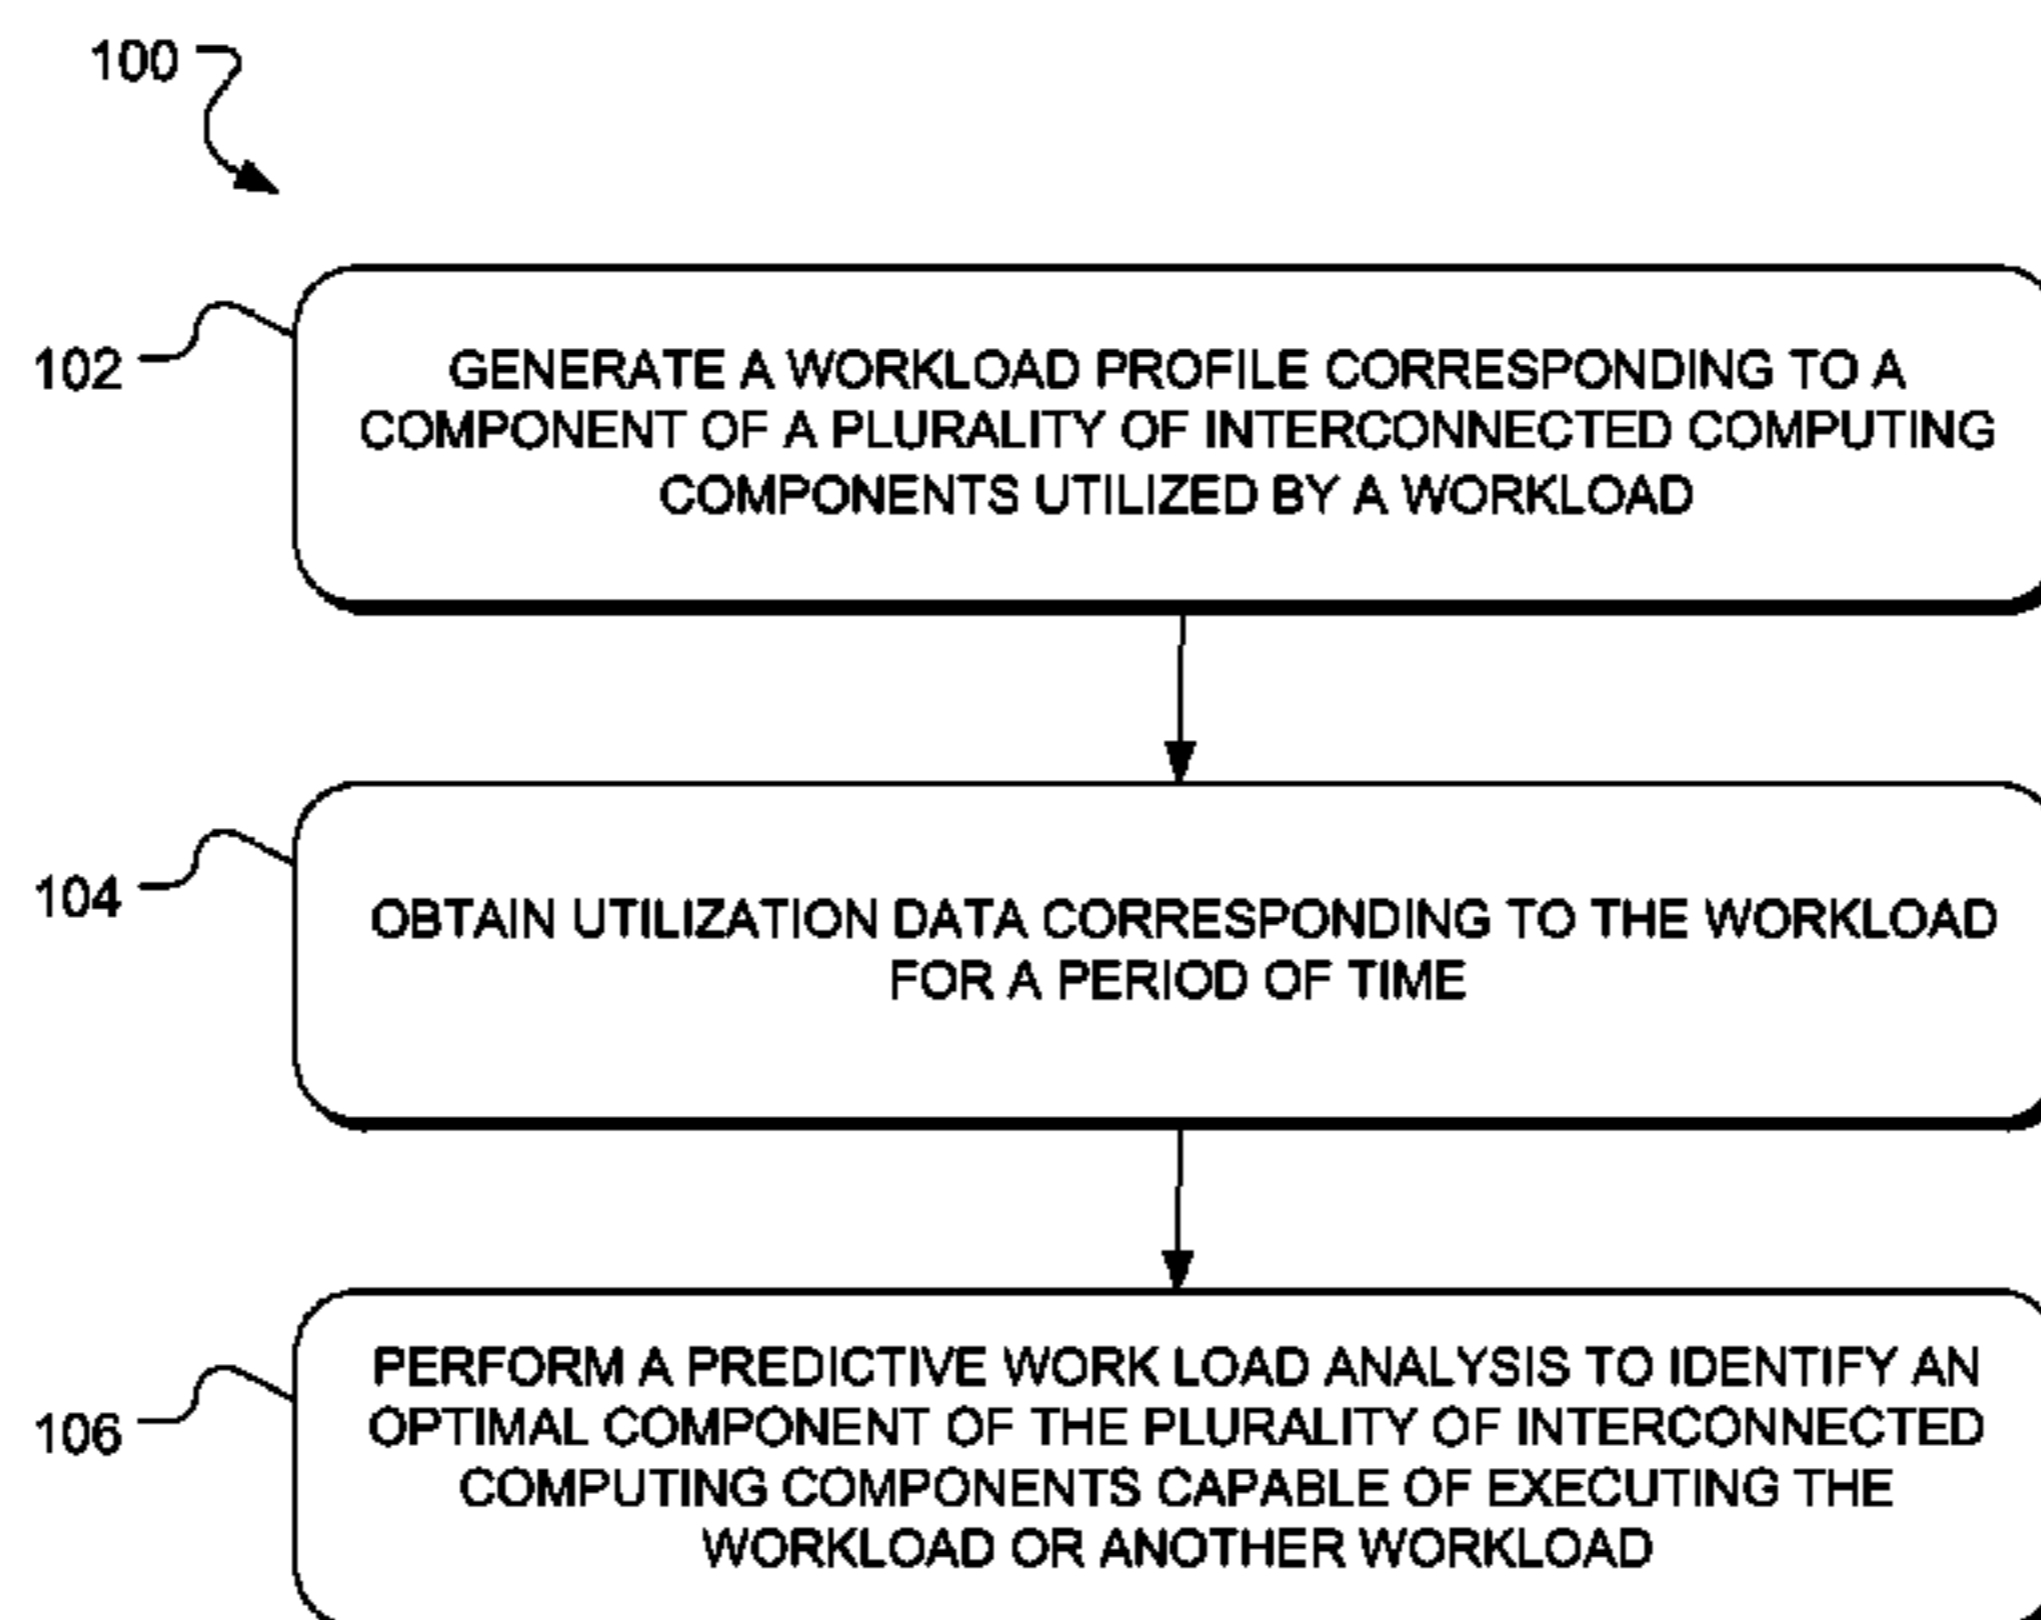 100
102
GENERATE A WORKLOAD PROFILE CORRESPONDING TO A
COMPONENT OF A PLURALITY OF INTERCONNECTED COMPUTING
COMPONENTS UTILIZED BY A WORKLOAD
104
OBTAIN UTILIZATION DATA CORRESPONDING TO THE WORKLOAD
FOR A PERIOD OF TIME
106
PERFORM A PREDICTIVE WORK LOAD ANALYSIS TO IDENTIFY AN
OPTIMAL COMPONENT OF THE PLURALITY OF INTERCONNECTED
COMPUTING COMPONENTS CAPABLE OF EXECUTING THE
WORKLOAD OR ANOTHER WORKLOAD